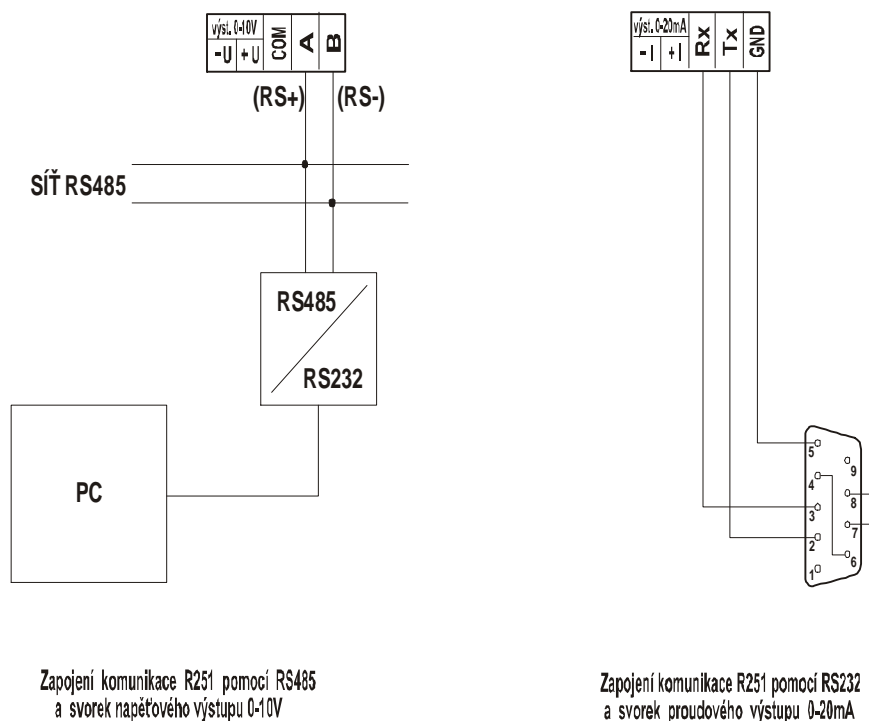 výst. 0-10V
-U +U COM A B
(RS+) (RS-)
SÍŤ RS485
RS485
RS232
PC
Zapojení komunikace R251 pomocí RS485
a svorek napěťového výstupu 0-10V
výst. 0-20mA
-I +I Rx Tx GND
5
9
4
8
3
7
2
6
1
Zapojení komunikace R251 pomocí RS232
a svorek proudového výstupu 0-20mA